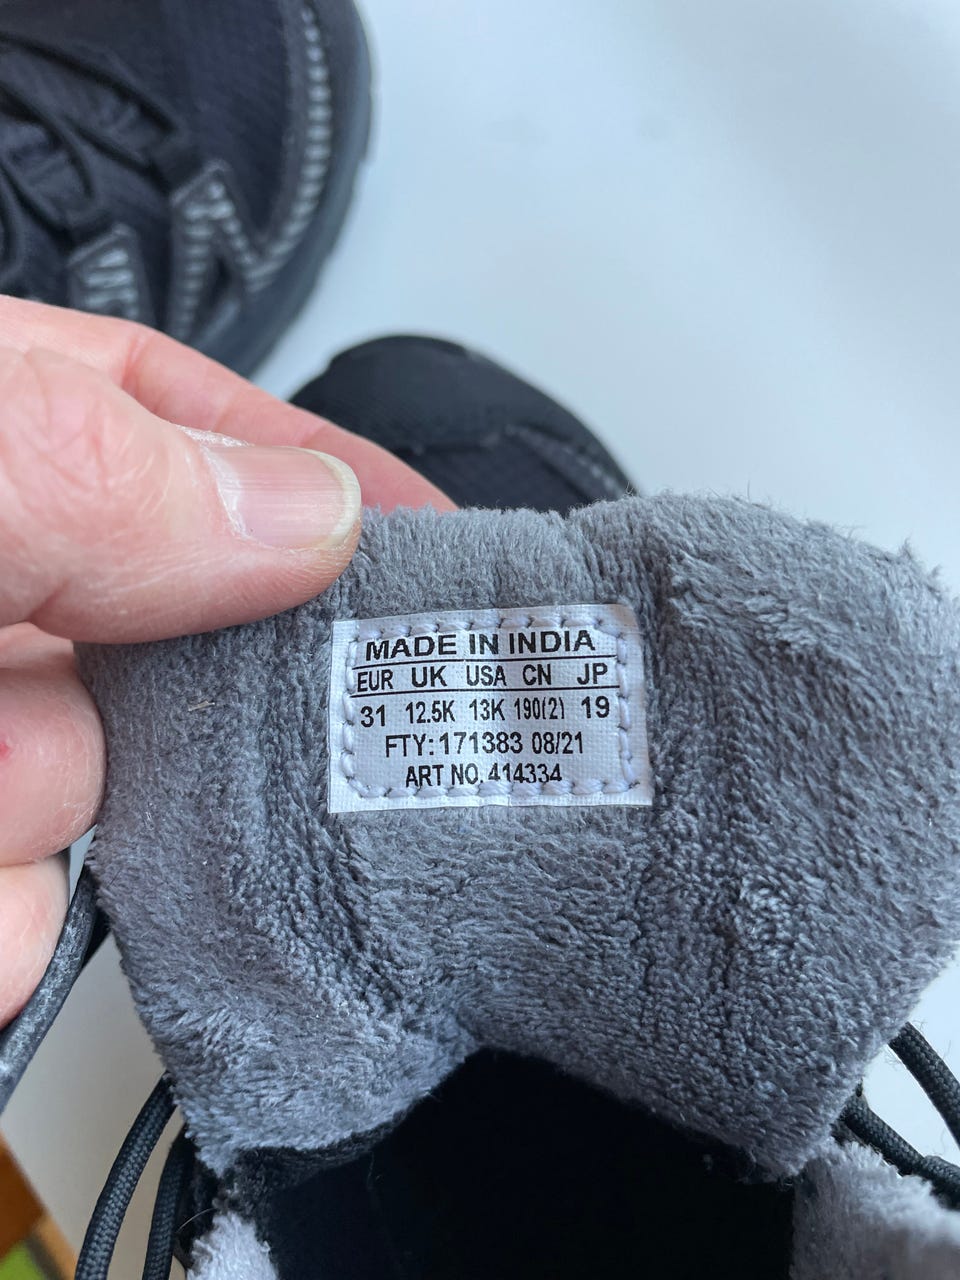 MADE IN INDIA
EUR UK USA CN JP
31 12.5K 13K 190(2) 19
FTY: 171383 08/21
ART NO. 414334